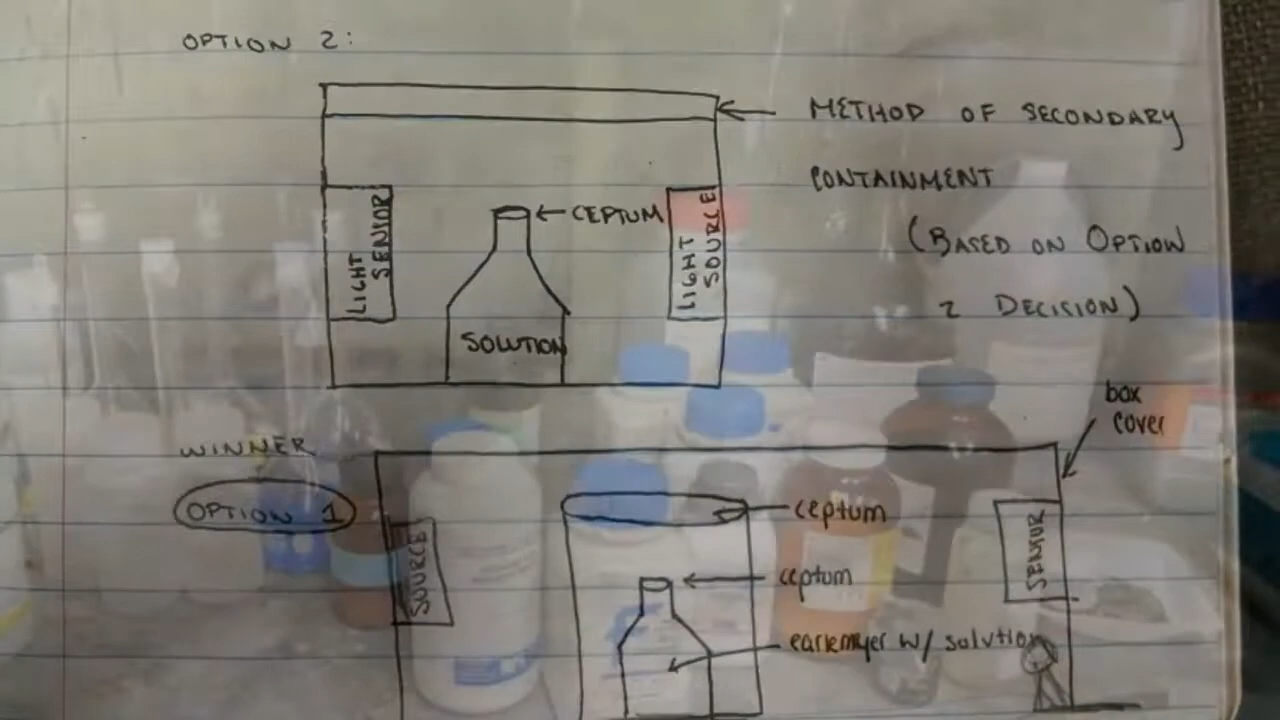 OPTION 2:
METHOD OF SECONDARY
CONTAINMENT
(BASED ON OPTION
2 DECISION)
LIGHT
SENSOR
CEPTUM
LIGHT
SOURCE
SOLUTION
box
cover
WINNER
OPTION 1
SOURCE
ceptum
SENSOR
ceptum
earlemeyer w/ solution